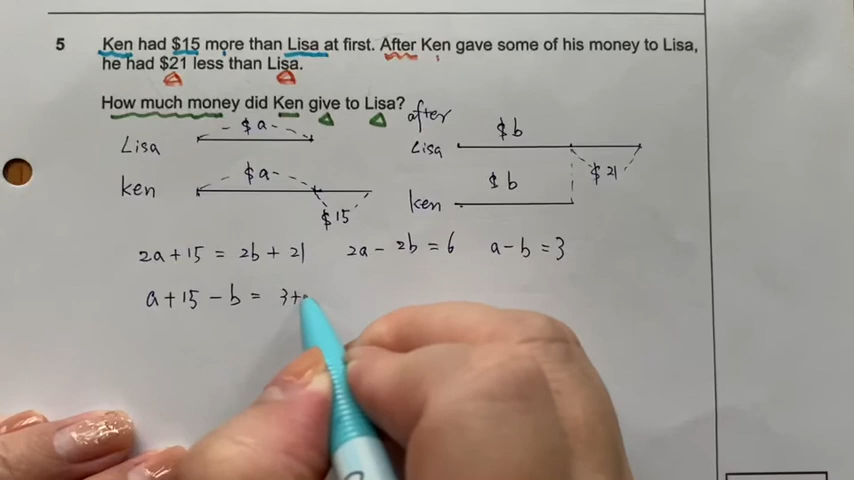 5 Ken had $15 more than Lisa at first. After Ken gave some of his money to Lisa,
he had $21 less than Lisa.
How much money did Ken give to Lisa?
after
$a
$b
Lisa
Lisa
$a
$b
$21
ken
ken
$15
2a + 15 = 2b + 21 2a - 2b = 6 a - b = 3
a + 15 - b = 3+